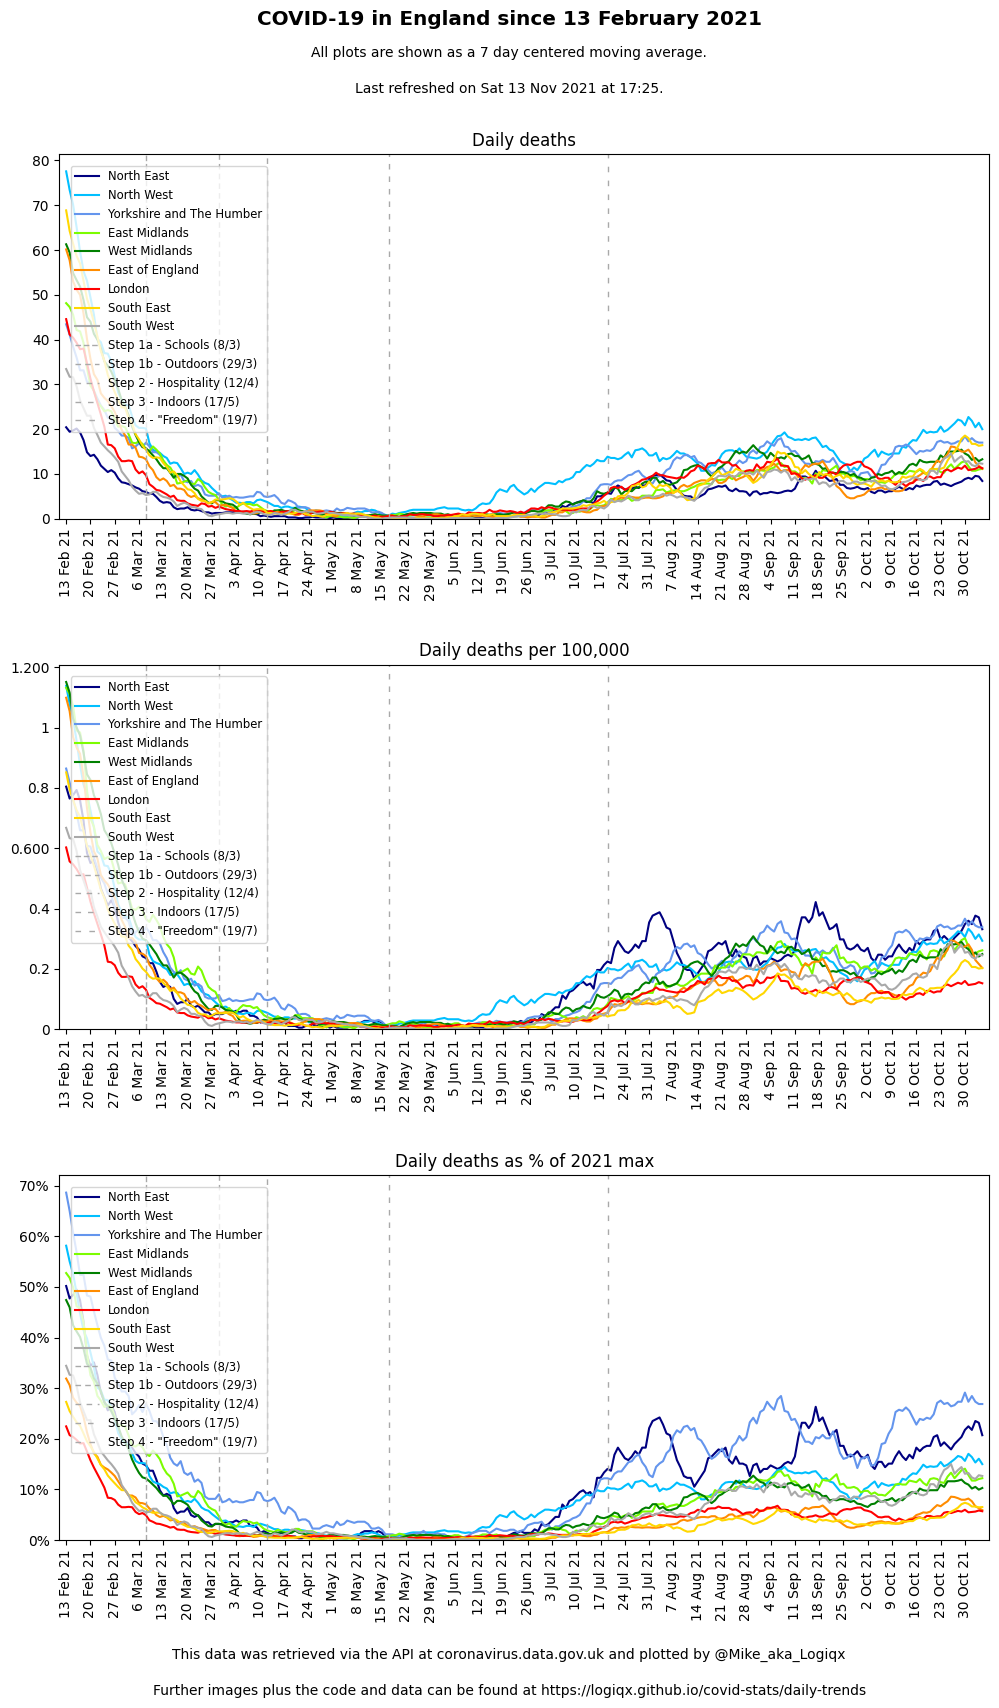 COVID-19 in England since 13 February 2021
All plots are shown as a 7 day centered moving average.
Last refreshed on Sat 13 Nov 2021 at 17:25.
Daily deaths
80
70
60
50
40
30
20
10
0
North East
North West
Yorkshire and The Humber
East Midlands
West Midlands
East of England
London
South East
South West
Step 1a - Schools (8/3)
Step 1b - Outdoors (29/3)
Step 2 - Hospitality (12/4)
Step 3 - Indoors (17/5)
Step 4 - "Freedom" (19/7)
13 Feb 21
20 Feb 21
27 Feb 21
6 Mar 21
13 Mar 21
20 Mar 21
27 Mar 21
3 Apr 21
10 Apr 21
17 Apr 21
24 Apr 21
1 May 21
8 May 21
15 May 21
22 May 21
29 May 21
5 Jun 21
12 Jun 21
19 Jun 21
26 Jun 21
3 Jul 21
10 Jul 21
17 Jul 21
24 Jul 21
31 Jul 21
7 Aug 21
14 Aug 21
21 Aug 21
28 Aug 21
4 Sep 21
11 Sep 21
18 Sep 21
25 Sep 21
2 Oct 21
9 Oct 21
16 Oct 21
23 Oct 21
30 Oct 21
Daily deaths per 100,000
1.200
1
0.8
0.600
0.4
0.2
0
North East
North West
Yorkshire and The Humber
East Midlands
West Midlands
East of England
London
South East
South West
Step 1a - Schools (8/3)
Step 1b - Outdoors (29/3)
Step 2 - Hospitality (12/4)
Step 3 - Indoors (17/5)
Step 4 - "Freedom" (19/7)
13 Feb 21
20 Feb 21
27 Feb 21
6 Mar 21
13 Mar 21
20 Mar 21
27 Mar 21
3 Apr 21
10 Apr 21
17 Apr 21
24 Apr 21
1 May 21
8 May 21
15 May 21
22 May 21
29 May 21
5 Jun 21
12 Jun 21
19 Jun 21
26 Jun 21
3 Jul 21
10 Jul 21
17 Jul 21
24 Jul 21
31 Jul 21
7 Aug 21
14 Aug 21
21 Aug 21
28 Aug 21
4 Sep 21
11 Sep 21
18 Sep 21
25 Sep 21
2 Oct 21
9 Oct 21
16 Oct 21
23 Oct 21
30 Oct 21
Daily deaths as % of 2021 max
70%
60%
50%
40%
30%
20%
10%
0%
North East
North West
Yorkshire and The Humber
East Midlands
West Midlands
East of England
London
South East
South West
Step 1a - Schools (8/3)
Step 1b - Outdoors (29/3)
Step 2 - Hospitality (12/4)
Step 3 - Indoors (17/5)
Step 4 - "Freedom" (19/7)
13 Feb 21
20 Feb 21
27 Feb 21
6 Mar 21
13 Mar 21
20 Mar 21
27 Mar 21
3 Apr 21
10 Apr 21
17 Apr 21
24 Apr 21
1 May 21
8 May 21
15 May 21
22 May 21
29 May 21
5 Jun 21
12 Jun 21
19 Jun 21
26 Jun 21
3 Jul 21
10 Jul 21
17 Jul 21
24 Jul 21
31 Jul 21
7 Aug 21
14 Aug 21
21 Aug 21
28 Aug 21
4 Sep 21
11 Sep 21
18 Sep 21
25 Sep 21
2 Oct 21
9 Oct 21
16 Oct 21
23 Oct 21
30 Oct 21
This data was retrieved via the API at coronavirus.data.gov.uk and plotted by @Mike_aka_Logiqx
Further images plus the code and data can be found at https://logiqx.github.io/covid-stats/daily-trends